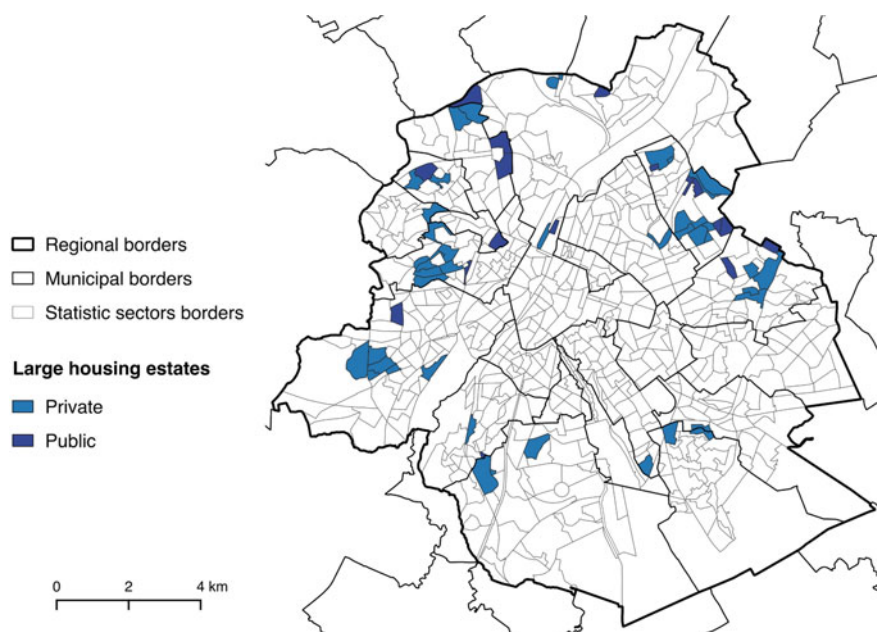 Regional borders
Municipal borders
Statistic sectors borders
Large housing estates
Private
Public
0 2 4 km